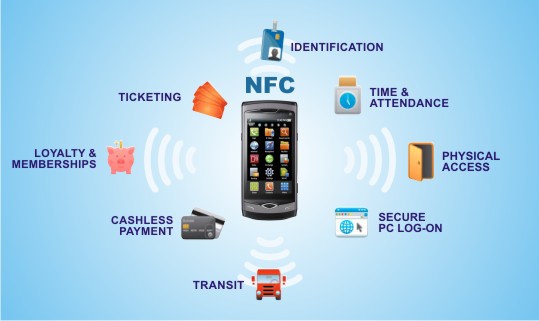 IDENTIFICATION
NFC
TICKETING
TIME &
ATTENDANCE
LOYALTY &
MEMBERSHIPS
PHYSICAL
ACCESS
CASHLESS
PAYMENT
SECURE
PC LOG-ON
TRANSIT